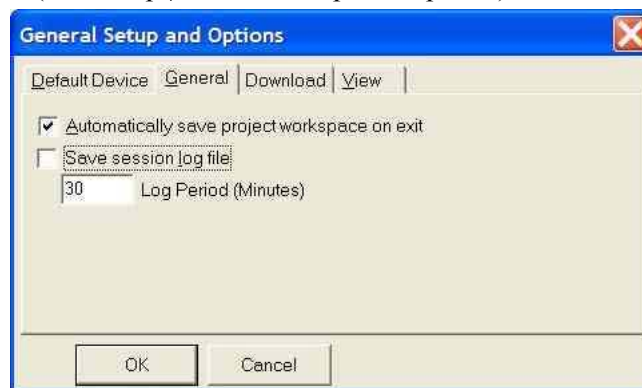 General Setup and Options
Default Device General Download View
Automatically save project workspace on exit
Save session log file
30 Log Period (Minutes)
OK Cancel